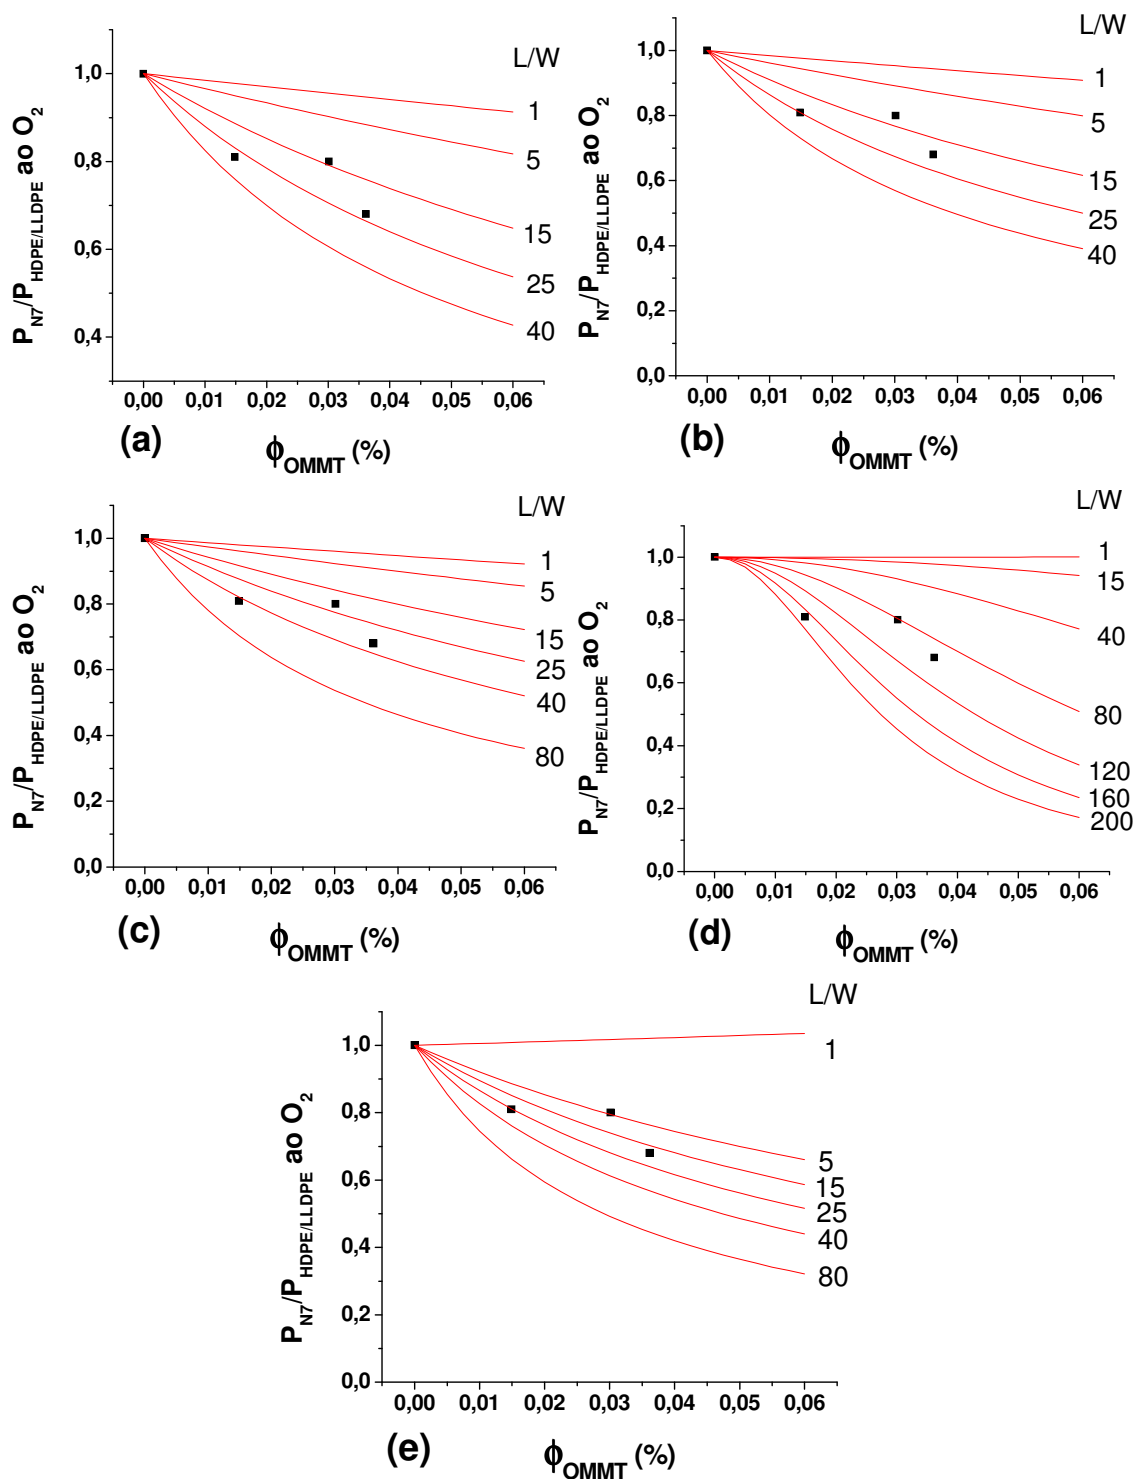 L/W
P_N7/P_HDPE/LLDPE ao O_2
1,0
0,8
0,6
0,4
1
5
15
25
40
0,00 0,01 0,02 0,03 0,04 0,05 0,06
(a) ϕ_OMMT (%)
L/W
P_N7/P_HDPE/LLDPE ao O_2
1,0
0,8
0,6
0,4
0,2
0,0
1
5
15
25
40
0,00 0,01 0,02 0,03 0,04 0,05 0,06
(b) ϕ_OMMT (%)
L/W
P_N7/P_HDPE/LLDPE ao O_2
1,0
0,8
0,6
0,4
0,2
0,0
1
5
15
25
40
80
0,00 0,01 0,02 0,03 0,04 0,05 0,06
(c) ϕ_OMMT (%)
L/W
P_N7/P_HDPE/LLDPE ao O_2
1,0
0,8
0,6
0,4
0,2
0,0
1
15
40
80
120
160
200
0,00 0,01 0,02 0,03 0,04 0,05 0,06
(d) ϕ_OMMT (%)
L/W
P_N7/P_HDPE/LLDPE ao O_2
1,0
0,8
0,6
0,4
0,2
0,0
1
5
15
25
40
80
0,00 0,01 0,02 0,03 0,04 0,05 0,06
(e) ϕ_OMMT (%)